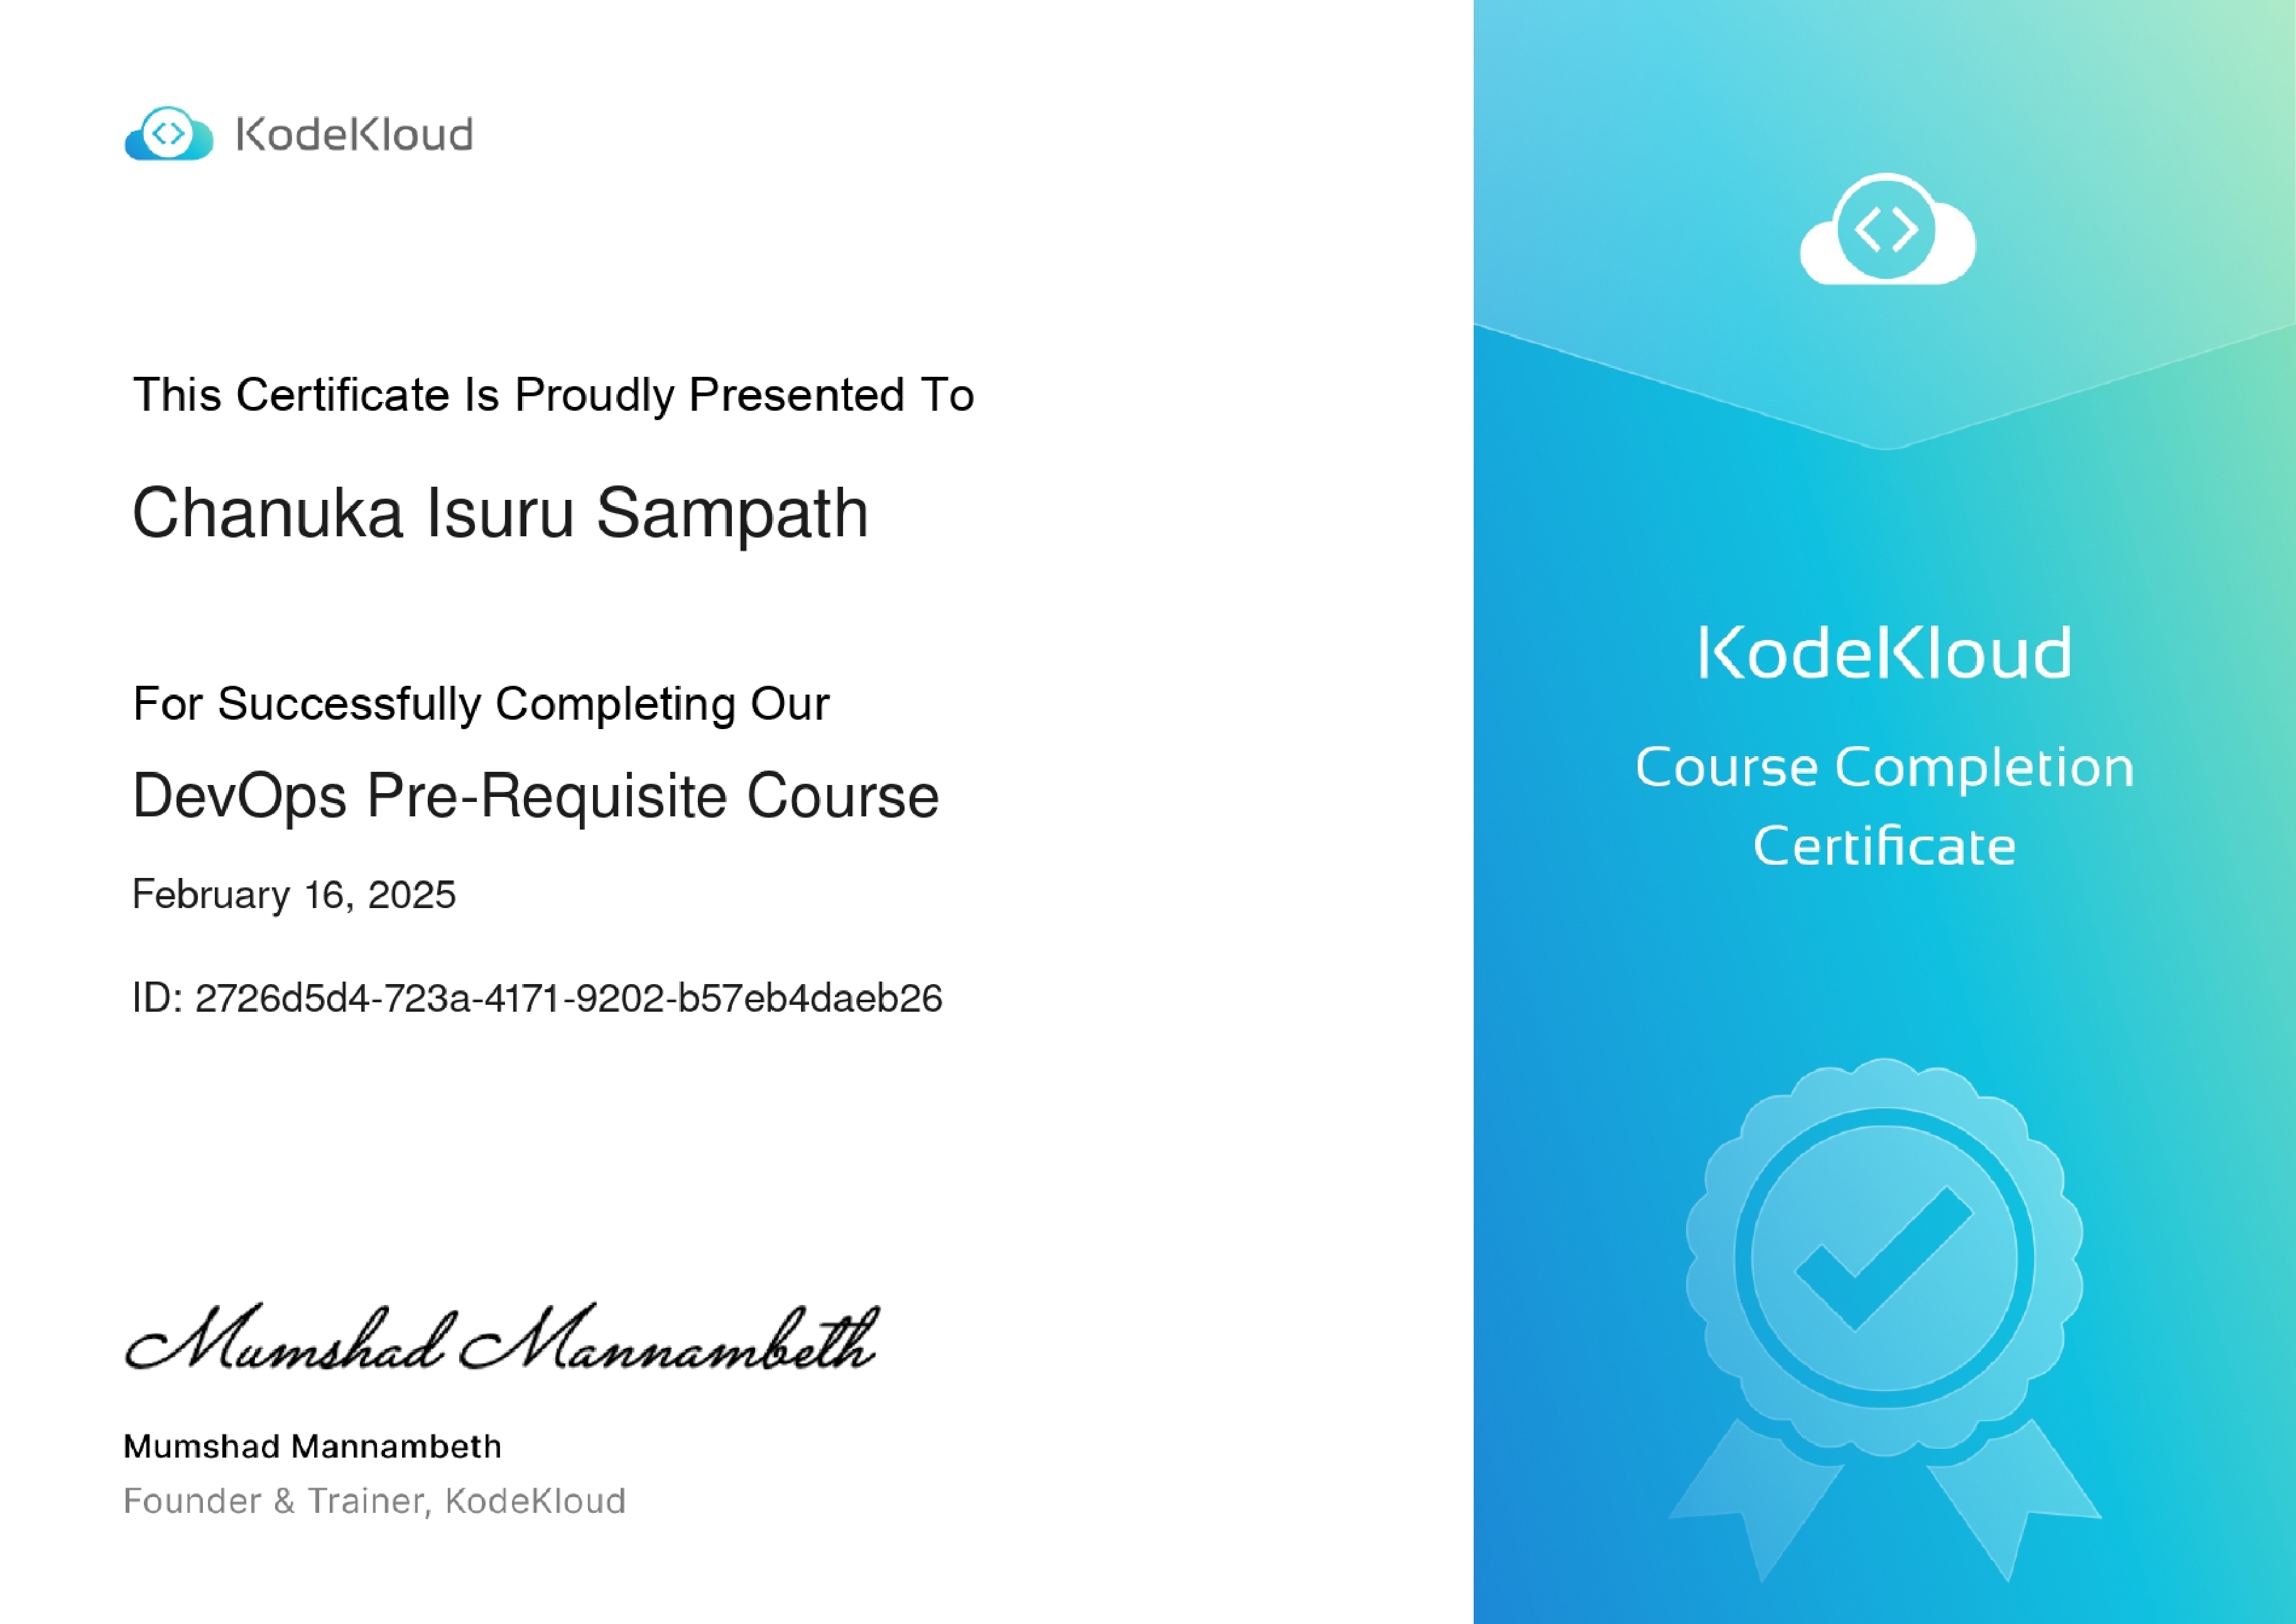 KodeKloud
This Certificate Is Proudly Presented To
Chanuka Isuru Sampath
For Successfully Completing Our
DevOps Pre-Requisite Course
February 16, 2025
ID: 2726d5d4-723a-4171-9202-b57eb4daeb26
Mumshad Mannambeth
Mumshad Mannambeth
Founder & Trainer, KodeKloud
KodeKloud
Course Completion
Certificate